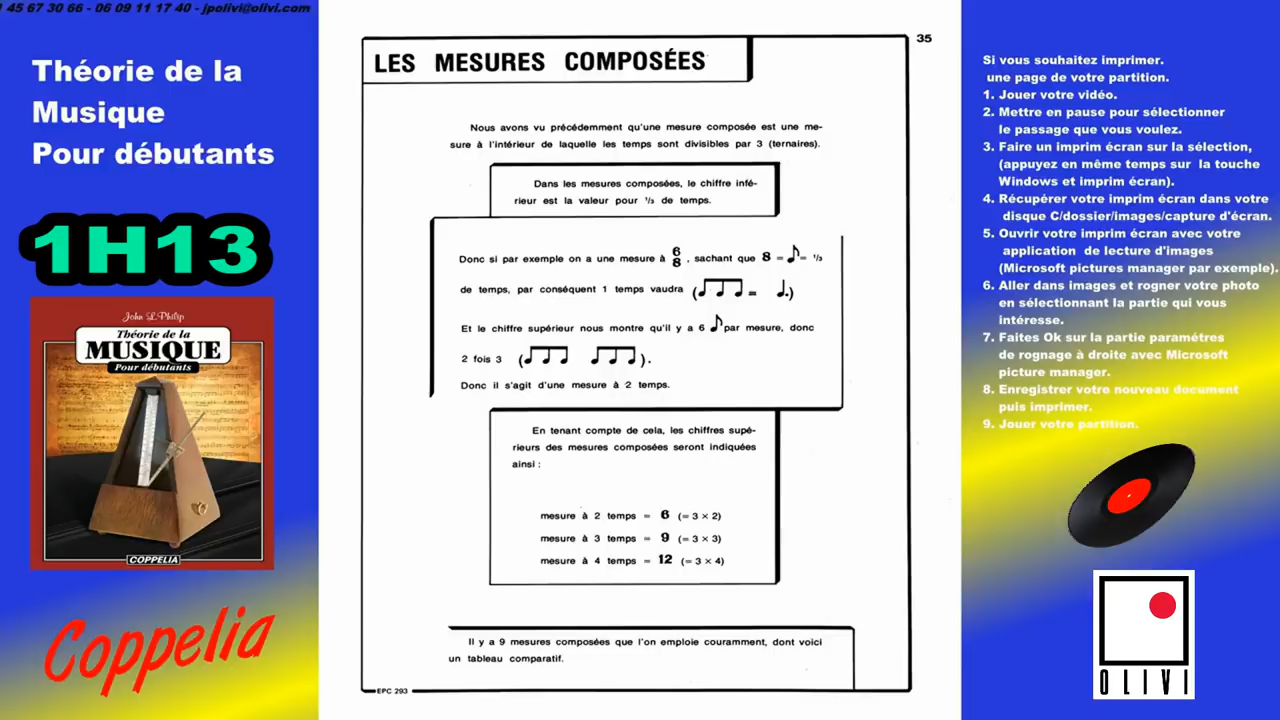 45 67 30 66 - 06 09 11 17 40 - jpolivi@olivi.com
Théorie de la
Musique
Pour débutants
1H13
John L.Philip
Théorie de la
MUSIQUE
Pour débutants
COPPELIA
Coppelia
35
LES MESURES COMPOSÉES
Nous avons vu précédemment qu'une mesure composée est une me-
sure à l'intérieur de laquelle les temps sont divisibles par 3 (ternaires).
Dans les mesures composées, le chiffre infé-
rieur est la valeur pour 1/3 de temps.
Donc si par exemple on a une mesure à 6/8 , sachant que 8 = ♪ = 1/3
de temps, par conséquent 1 temps vaudra (♫♪ = ♩.)
Et le chiffre supérieur nous montre qu'il y a 6 ♪ par mesure, donc
2 fois 3 (♫♪ ♫♪).
Donc il s'agit d'une mesure à 2 temps.
En tenant compte de cela, les chiffres supé-
rieurs des mesures composées seront indiquées
ainsi :
mesure à 2 temps = 6 (= 3 × 2)
mesure à 3 temps = 9 (= 3 × 3)
mesure à 4 temps = 12 (= 3 × 4)
Il y a 9 mesures composées que l'on emploie couramment, dont voici
un tableau comparatif.
EPC 293
Si vous souhaitez imprimer.
une page de votre partition.
1. Jouer votre vidéo.
2. Mettre en pause pour sélectionner
le passage que vous voulez.
3. Faire un imprim écran sur la sélection,
(appuyez en même temps sur la touche
Windows et imprim écran).
4. Récupérer votre imprim écran dans votre
disque C/dossier/images/capture d'écran.
5. Ouvrir votre imprim écran avec votre
application de lecture d'images
(Microsoft pictures manager par exemple).
6. Aller dans images et rogner votre photo
en sélectionnant la partie qui vous
intéresse.
7. Faites Ok sur la partie paramétres
de rognage à droite avec Microsoft
picture manager.
8. Enregistrer votre nouveau document
puis imprimer.
9. Jouer votre partition.
OLIVI